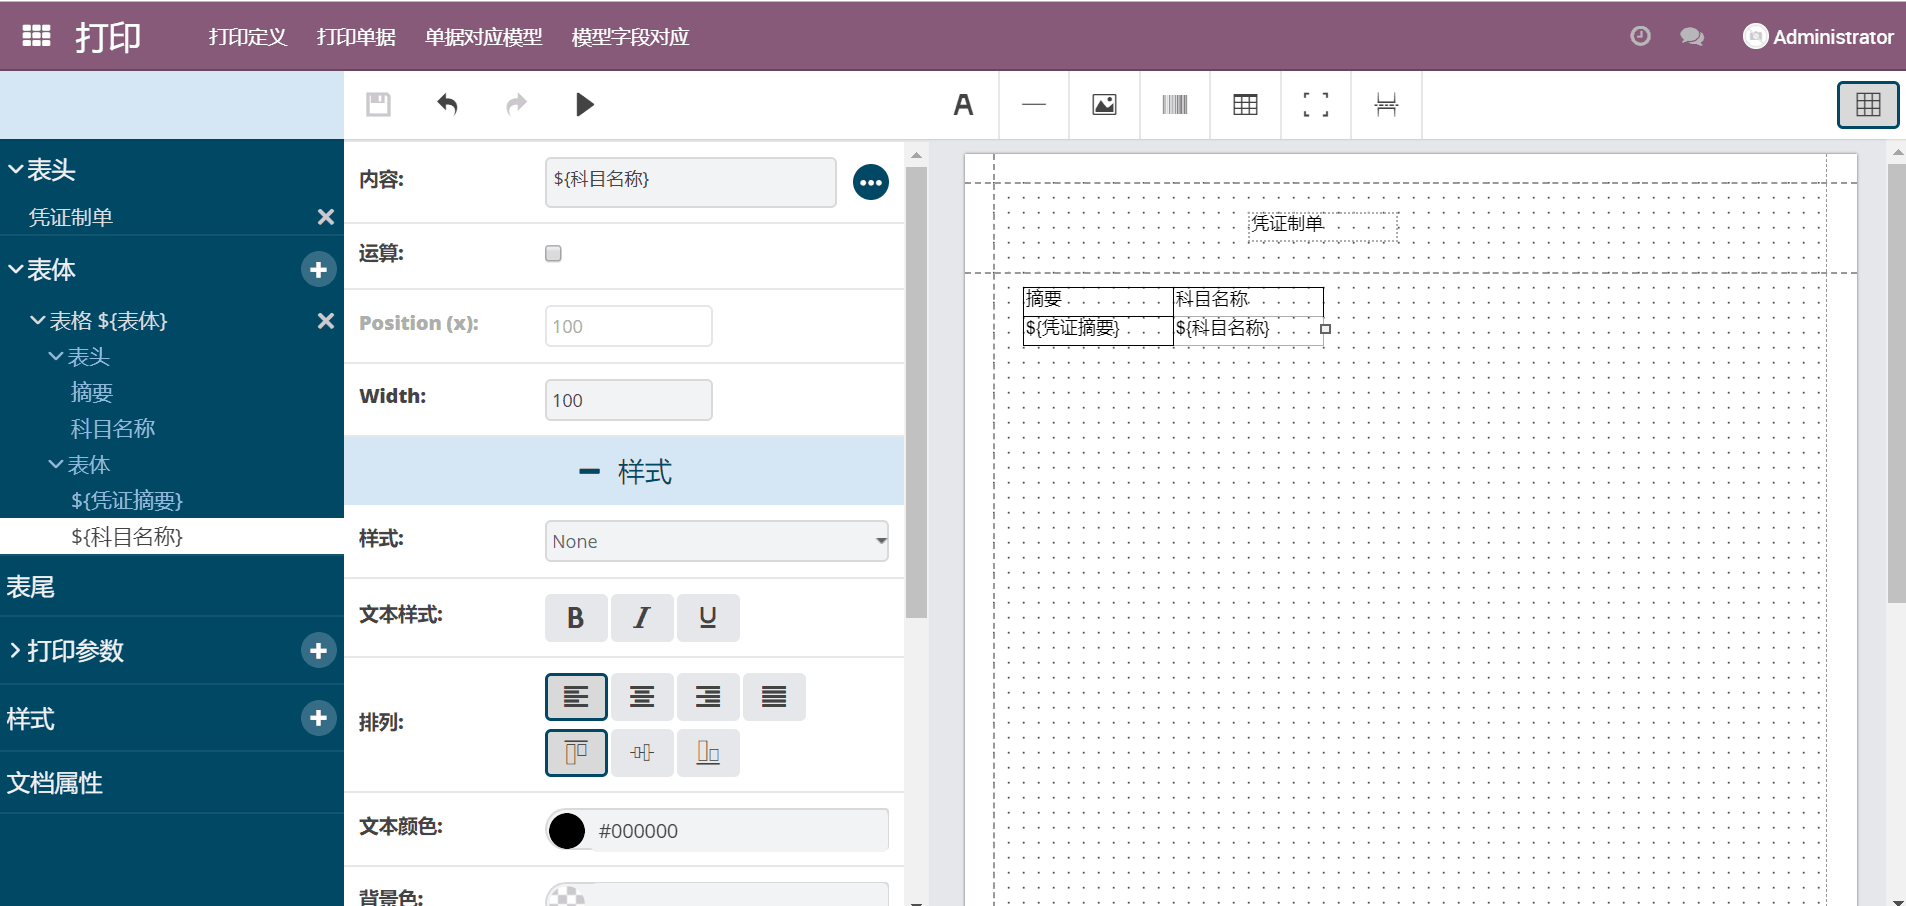 打印
打印定义 打印单据 单据对应模型 模型字段对应
Administrator
表头
凭证制单
表体
表格 ${表体}
表头
摘要
科目名称
表体
${凭证摘要}
${科目名称}
表尾
打印参数
样式
文档属性
内容: ${科目名称}
运算:
Position (x): 100
Width: 100
样式
样式: None
文本样式: B I U
排列:
文本颜色: #000000
背景色:
A
凭证制单
摘要 科目名称
${凭证摘要} ${科目名称}